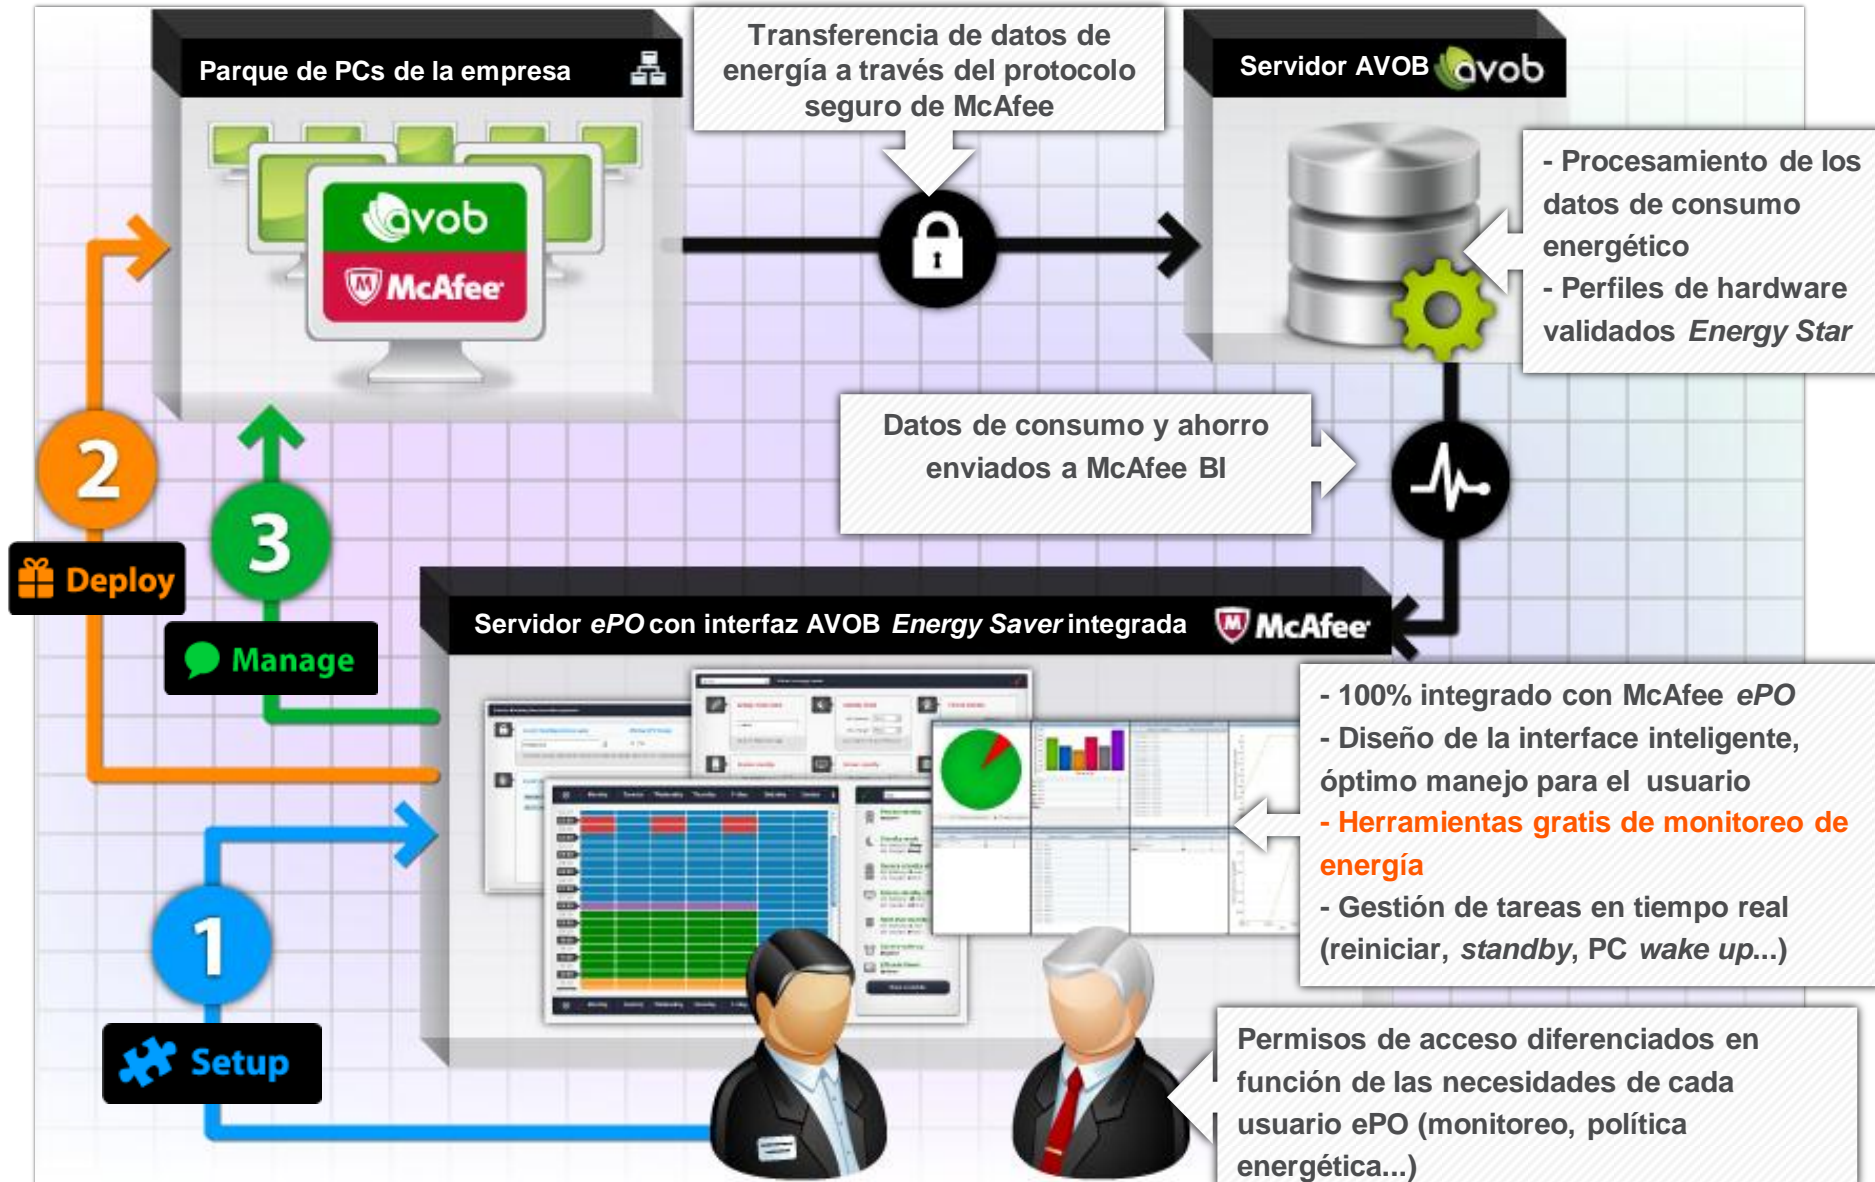 Parque de PCs de la empresa
Transferencia de datos de
energía a través del protocolo
seguro de McAfee
Servidor AVOB
avob
- Procesamiento de los
datos de consumo
energético
- Perfiles de hardware
validados Energy Star
avob
McAfee
Datos de consumo y ahorro
enviados a McAfee BI
2
Deploy
3
Manage
Servidor ePO con interfaz AVOB Energy Saver integrada
McAfee
- 100% integrado con McAfee ePO
- Diseño de la interface inteligente,
óptimo manejo para el usuario
- Herramientas gratis de monitoreo de
energía
- Gestión de tareas en tiempo real
(reiniciar, standby, PC wake up...)
1
Setup
Permisos de acceso diferenciados en
función de las necesidades de cada
usuario ePO (monitoreo, política
energética...)